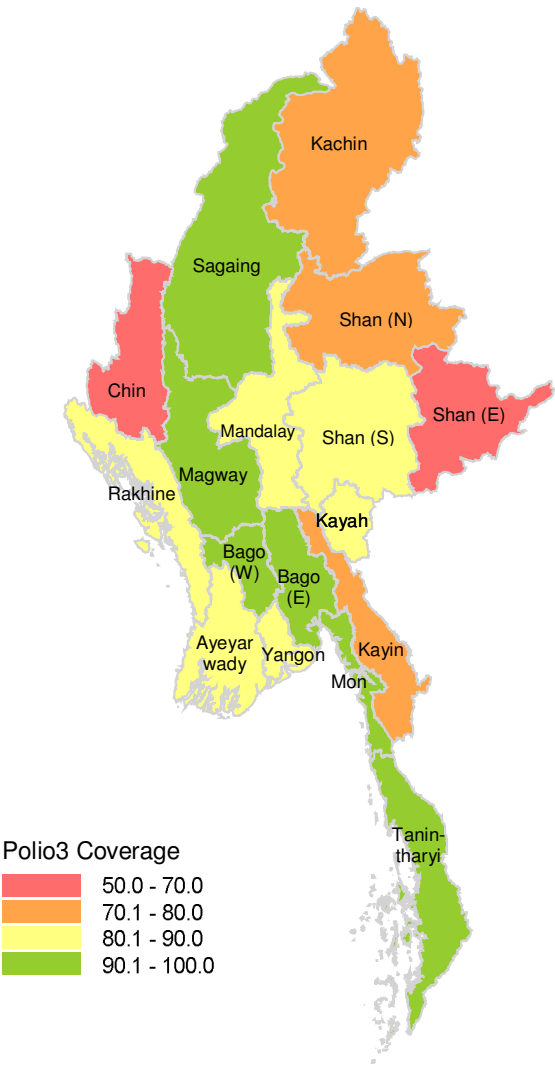 Kachin
Sagaing
Shan (N)
Chin
Mandalay
Shan (S)
Shan (E)
Rakhine
Magway
Kayah
Bago
(W)
Bago
(E)
Ayeyar
wady
Yangon
Kayin
Mon
Tanin-
tharyi
Polio3 Coverage
50.0 - 70.0
70.1 - 80.0
80.1 - 90.0
90.1 - 100.0